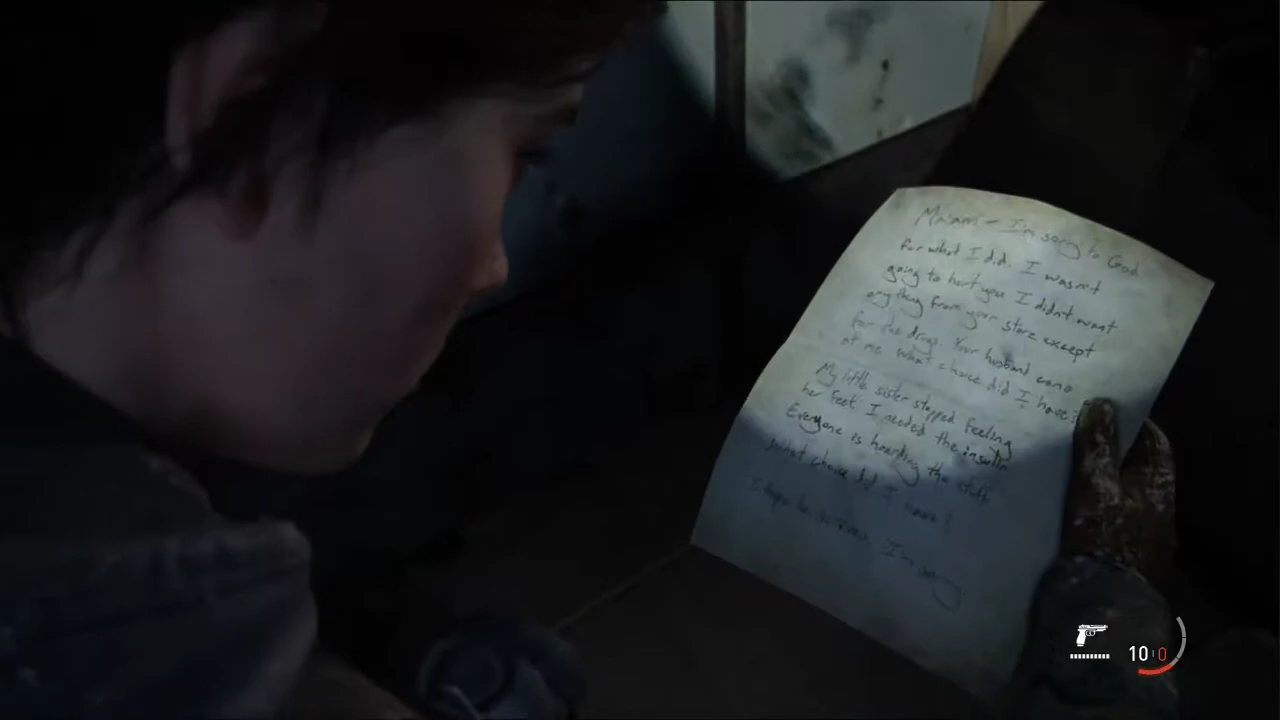 Ma'am - I'm sorry to God
for what I did. I wasn't
going to hurt you. I didn't want
anything from your store except
for the drugs. Your husband came
at me what choice did I have?
My little sister stopped feeling
her feet. I needed the insulin
Everyone is hoarding the stuff.
What choice did I have?
I hope he survives. I'm sorry
10 0